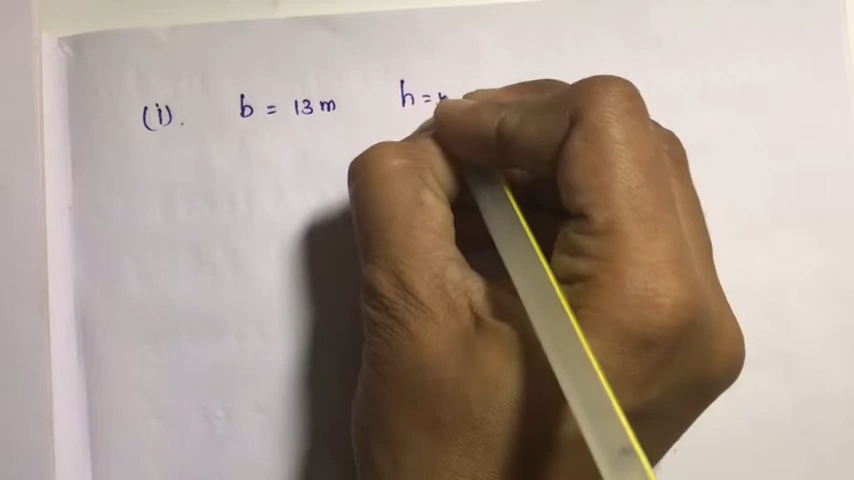 (i). b = 13 m h =